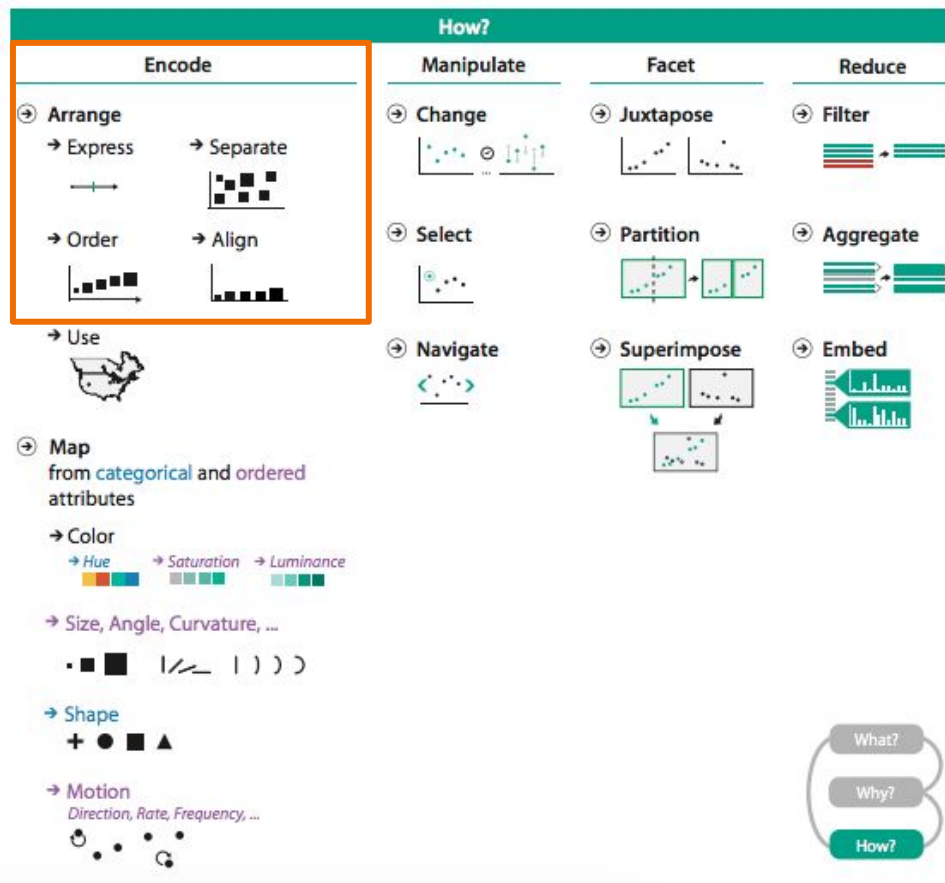 How?
Encode
Arrange
Express
Separate
Order
Align
Use
Map
from categorical and ordered
attributes
Color
Hue
Saturation
Luminance
Size, Angle, Curvature, ...
Shape
Motion
Direction, Rate, Frequency, ...
Manipulate
Change
...
Select
Navigate
Facet
Juxtapose
Partition
Superimpose
Reduce
Filter
Aggregate
Embed
What?
Why?
How?